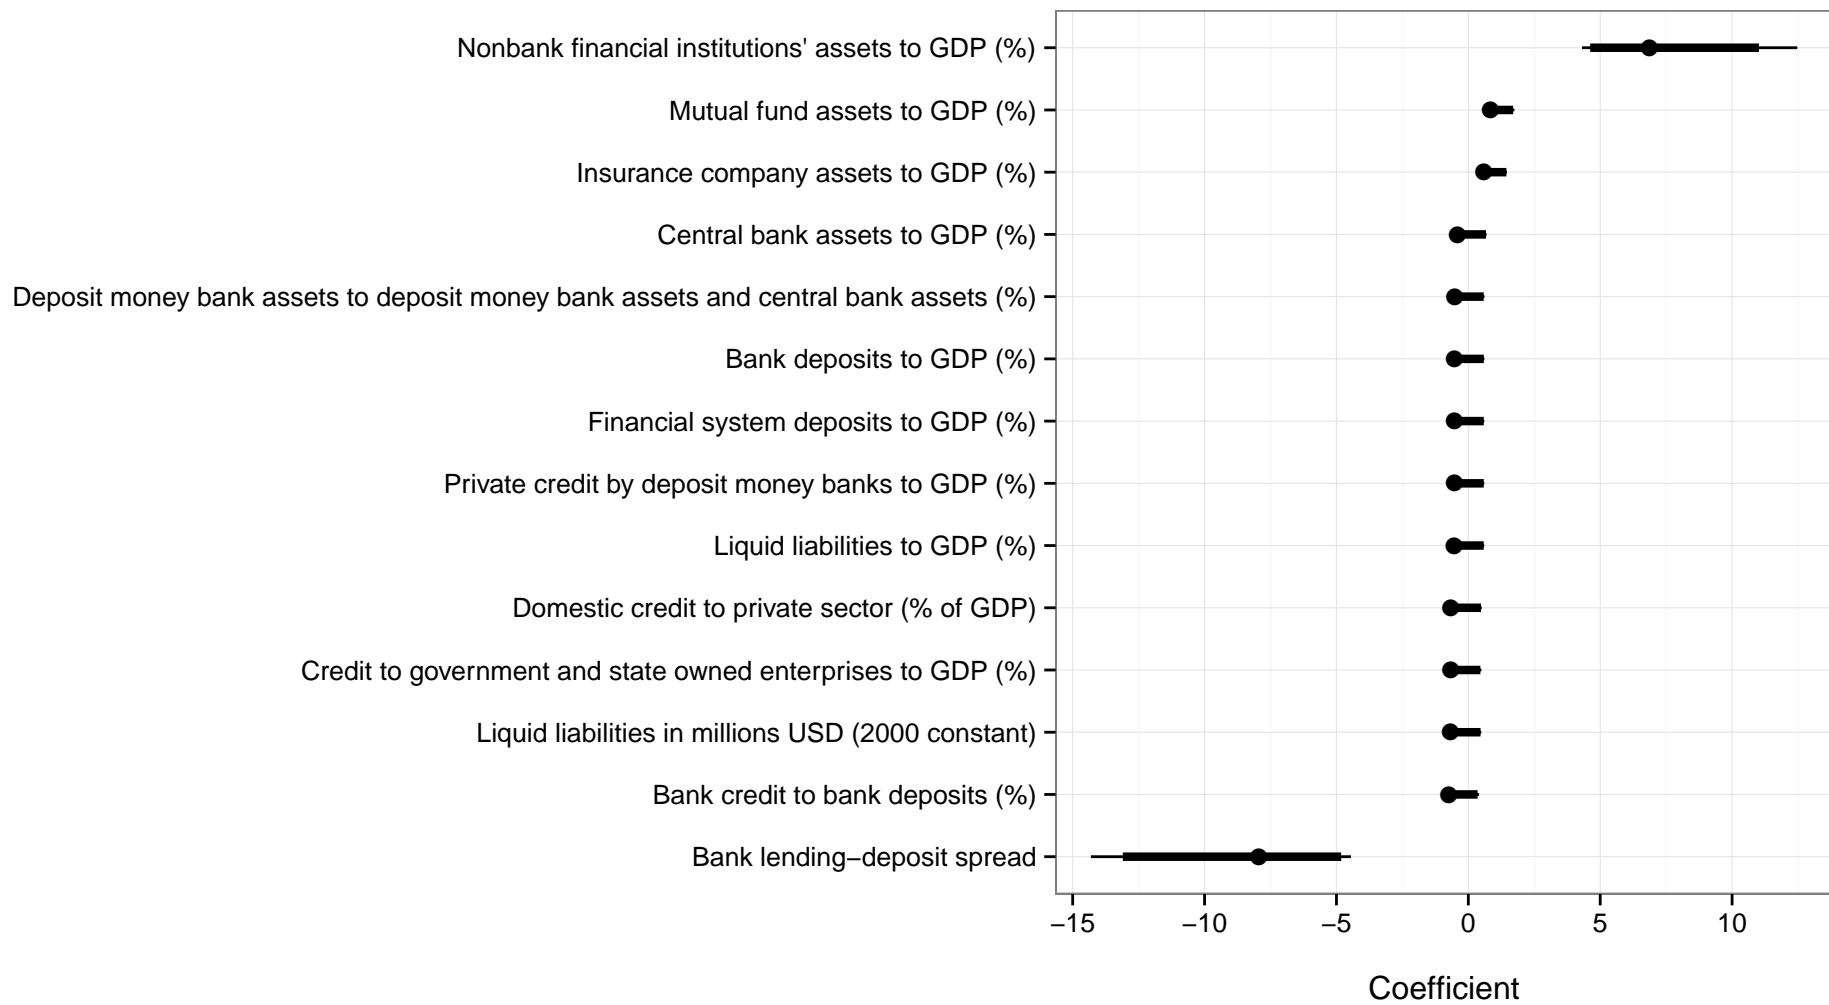 Nonbank financial institutions' assets to GDP (%)
Mutual fund assets to GDP (%)
Insurance company assets to GDP (%)
Central bank assets to GDP (%)
Deposit money bank assets to deposit money bank assets and central bank assets (%)
Bank deposits to GDP (%)
Financial system deposits to GDP (%)
Private credit by deposit money banks to GDP (%)
Liquid liabilities to GDP (%)
Domestic credit to private sector (% of GDP)
Credit to government and state owned enterprises to GDP (%)
Liquid liabilities in millions USD (2000 constant)
Bank credit to bank deposits (%)
Bank lending−deposit spread
−15 −10 −5 0 5 10
Coefficient